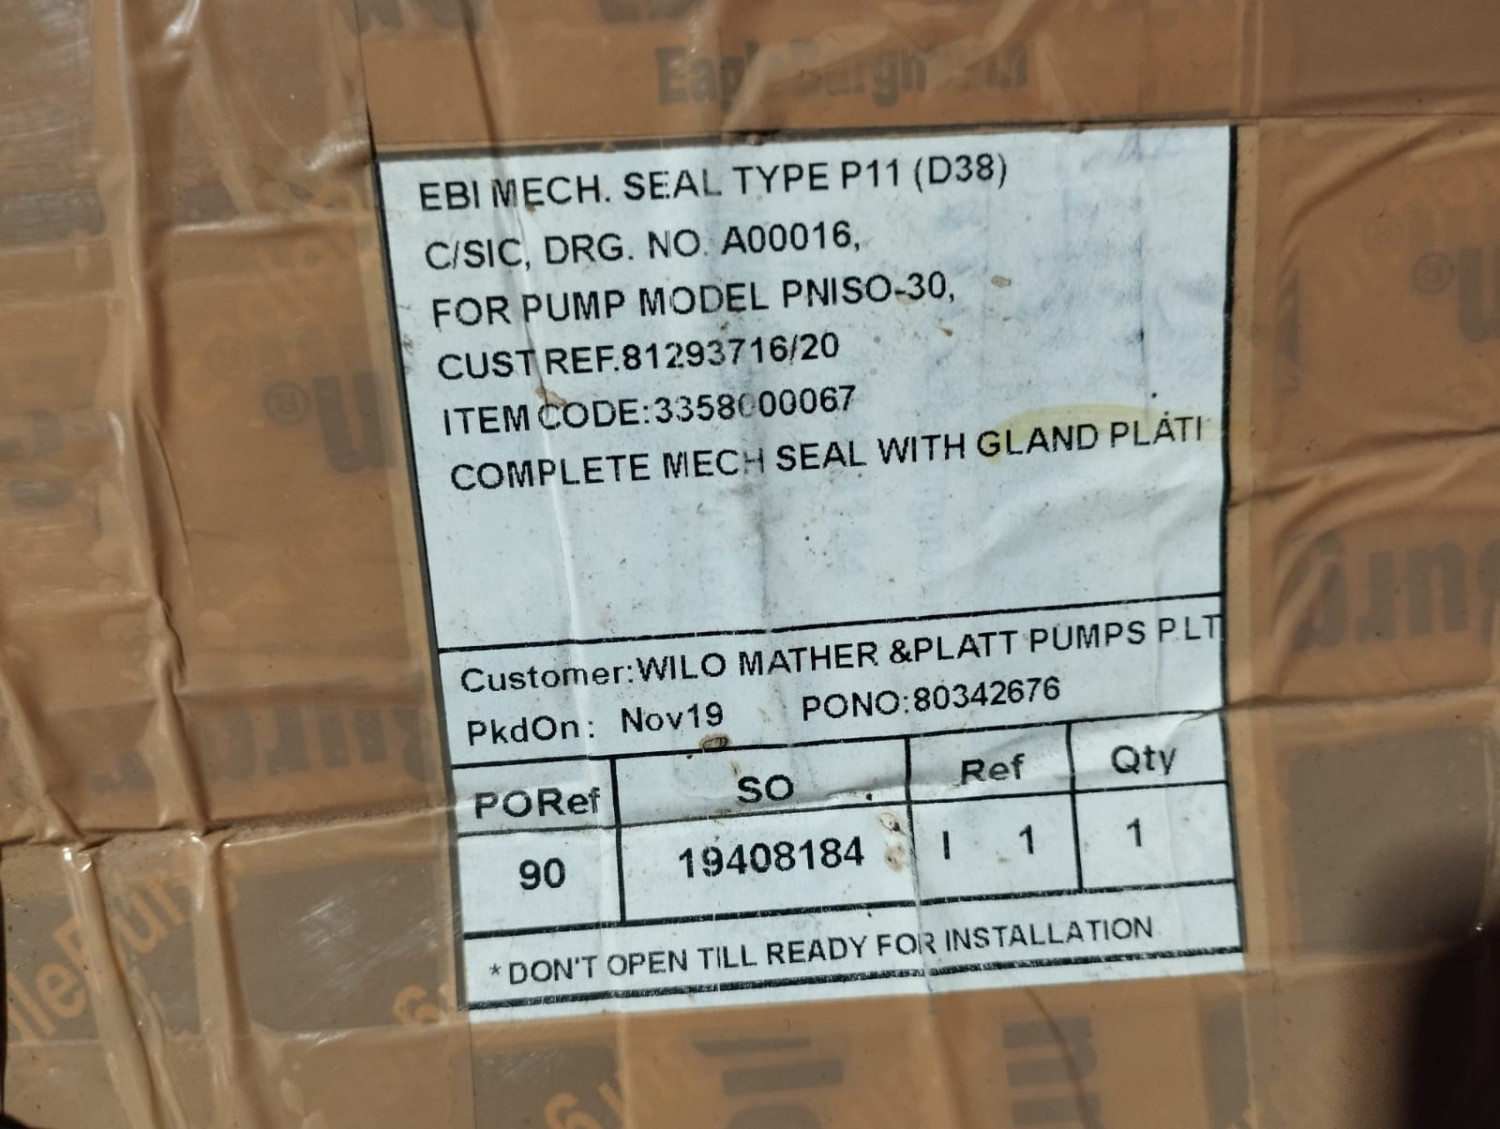 EagleBurgmann
EBI MECH. SEAL TYPE P11 (D38)
C/SIC, DRG. NO. A00016,
FOR PUMP MODEL PNISO-30,
CUST REF.81293716/20
ITEM CODE:3358000067
COMPLETE MECH SEAL WITH GLAND PLATI
Customer:WILO MATHER &PLATT PUMPS P.LT
PkdOn: Nov19 PONO:80342676
PORef SO Ref Qty
90 19408184 I 1 1
* DON'T OPEN TILL READY FOR INSTALLATION